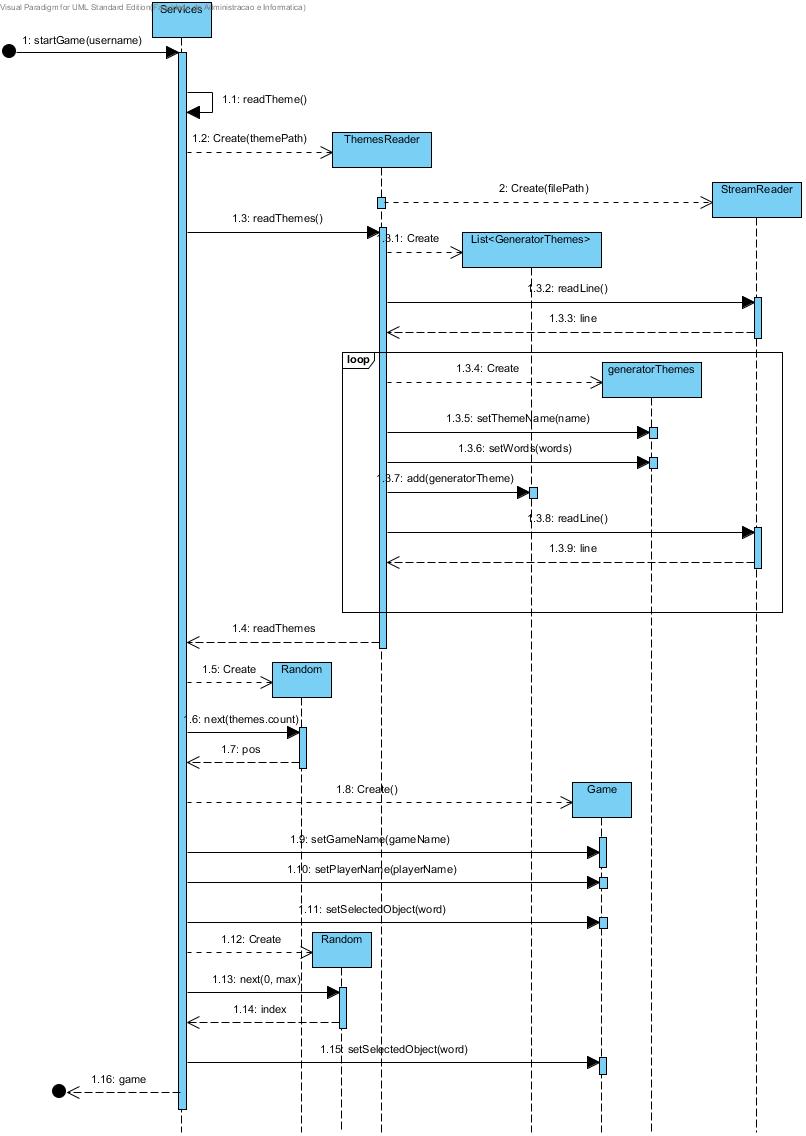 Visual Paradigm for UML Standard Edition( de Administracao e Informatica)
Services
1: startGame(username)
1.1: readTheme()
1.2: Create(themePath)
ThemesReader
2: Create(filePath)
StreamReader
1.3: readThemes()
.3.1: Create
List<GeneratorThemes>
1.3.2: readLine()
1.3.3: line
loop
1.3.4: Create
generatorThemes
1.3.5: setThemeName(name)
1.3.6: setWords(words)
1.3.7: add(generatorTheme)
1.3.8: readLine()
1.3.9: line
1.4: readThemes
1.5: Create
Random
1.6: next(themes.count)
1.7: pos
1.8: Create()
Game
1.9: setGameName(gameName)
1.10: setPlayerName(playerName)
1.11: setSelectedObject(word)
1.12: Create
Random
1.13: next(0, max)
1.14: index
1.15: setSelectedObject(word)
1.16: game